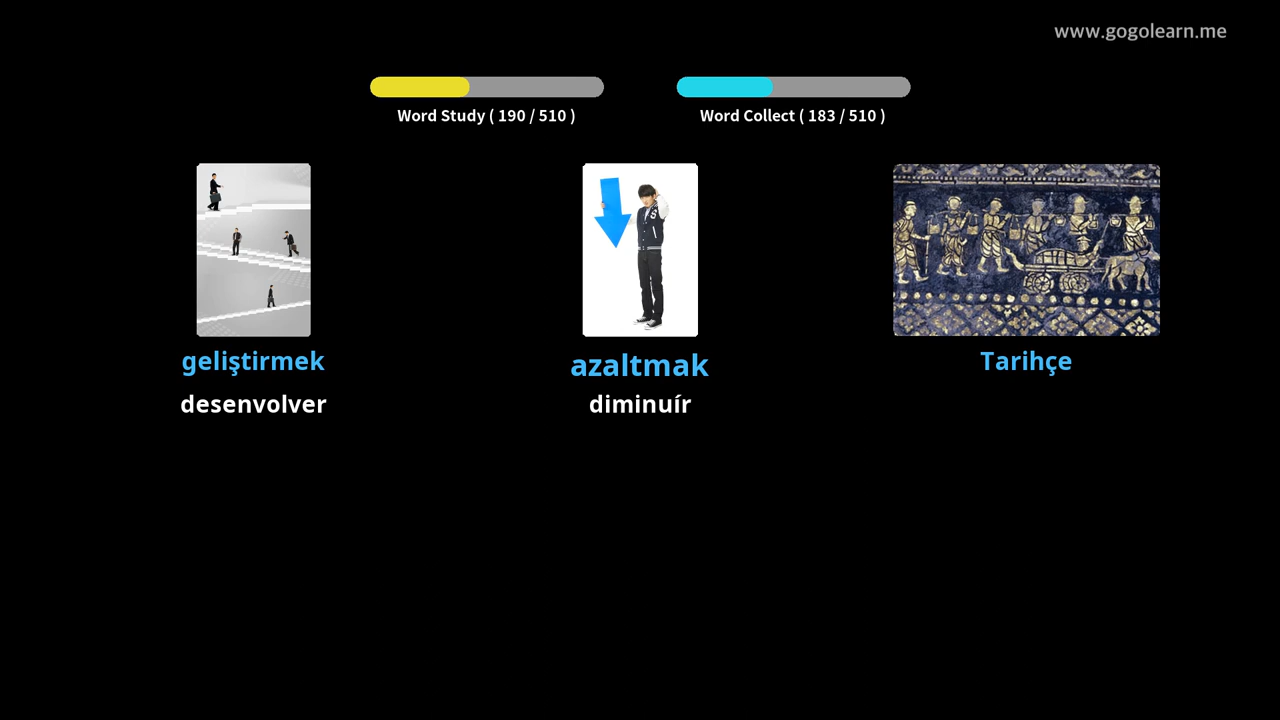 www.gogolearn.me
Word Study ( 190 / 510 )
Word Collect ( 183 / 510 )
geliştirmek
azaltmak
Tarihçe
desenvolver
diminuír